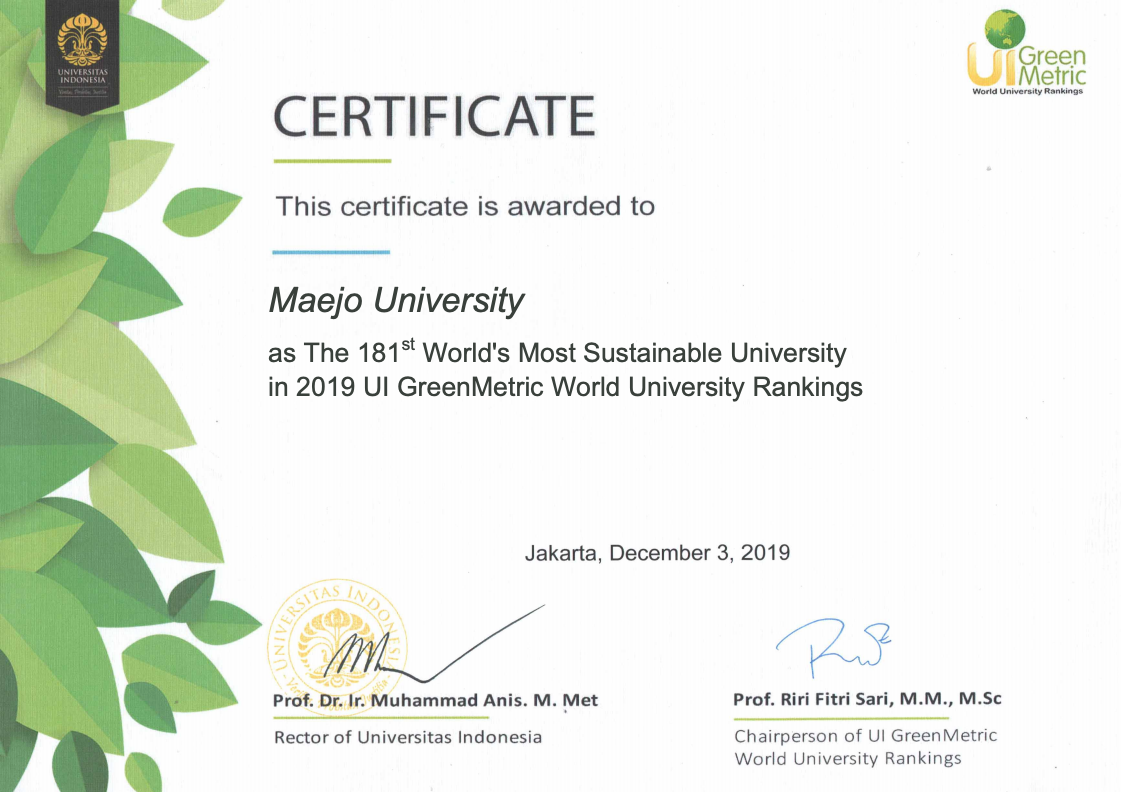 UNIVERSITAS
INDONESIA
Veritas, Probitas, Iustitia
UI Green
Metric
World University Rankings
CERTIFICATE
This certificate is awarded to
Maejo University
as The 181st World's Most Sustainable University
in 2019 UI GreenMetric World University Rankings
Jakarta, December 3, 2019
UNIVERSITAS INDONESIA
Prof. Dr. Ir. Muhammad Anis. M. Met
Rector of Universitas Indonesia
Prof. Riri Fitri Sari, M.M., M.Sc
Chairperson of UI GreenMetric
World University Rankings